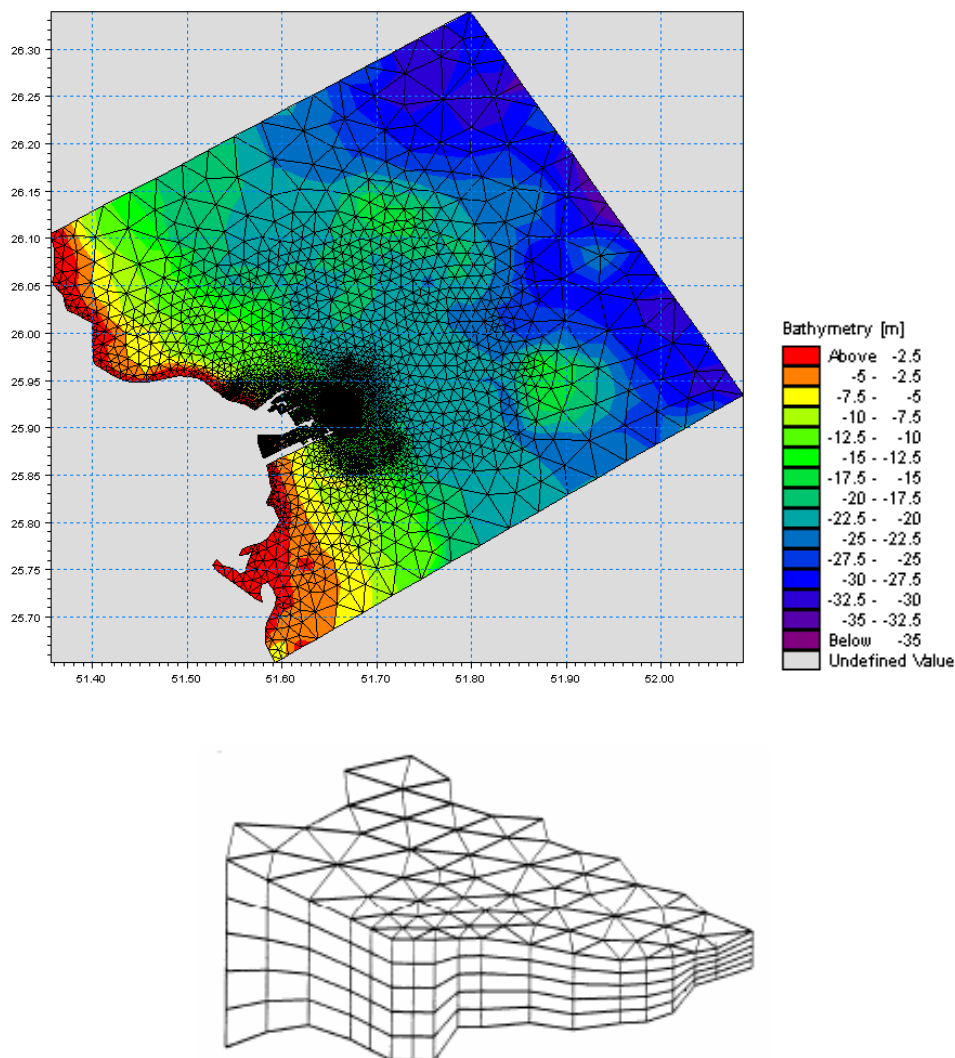 26.30
26.25
26.20
26.15
26.10
26.05
26.00
25.95
25.90
25.85
25.80
25.75
25.70
51.40 51.50 51.60 51.70 51.80 51.90 52.00
Bathymetry [m]
Above -2.5
-5 - -2.5
-7.5 - -5
-10 - -7.5
-12.5 - -10
-15 - -12.5
-17.5 - -15
-20 - -17.5
-22.5 - -20
-25 - -22.5
-27.5 - -25
-30 - -27.5
-32.5 - -30
-35 - -32.5
Below -35
Undefined Value